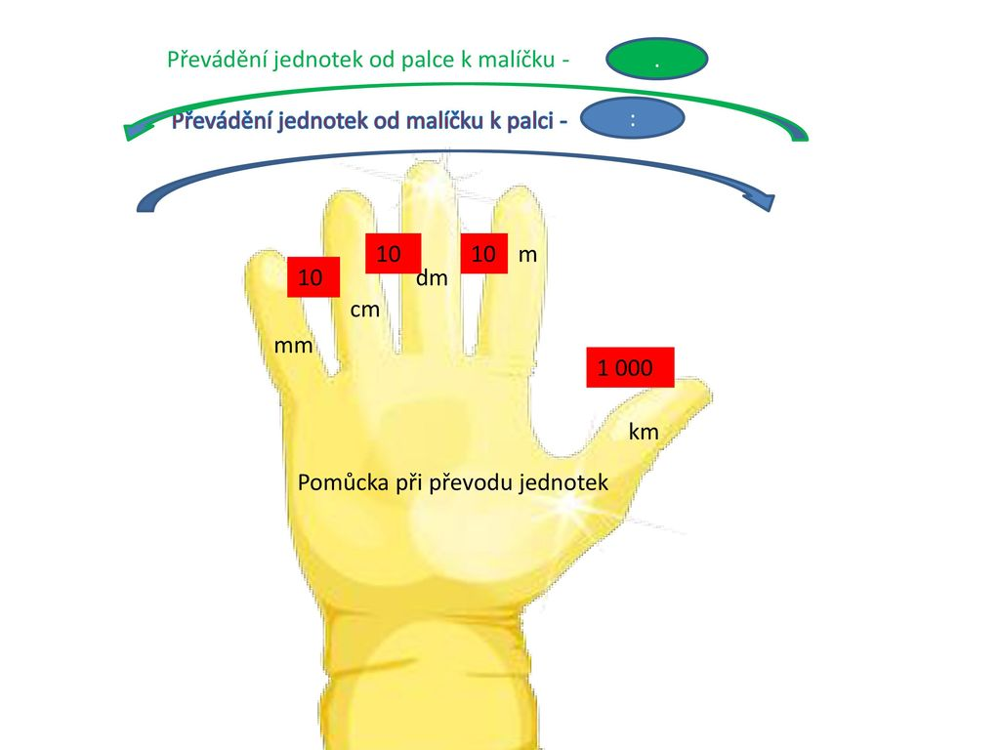 Převádění jednotek od palce k malíčku - .
Převádění jednotek od malíčku k palci - :
10
10
10 m
dm
cm
mm
1 000
km
Pomůcka při převodu jednotek